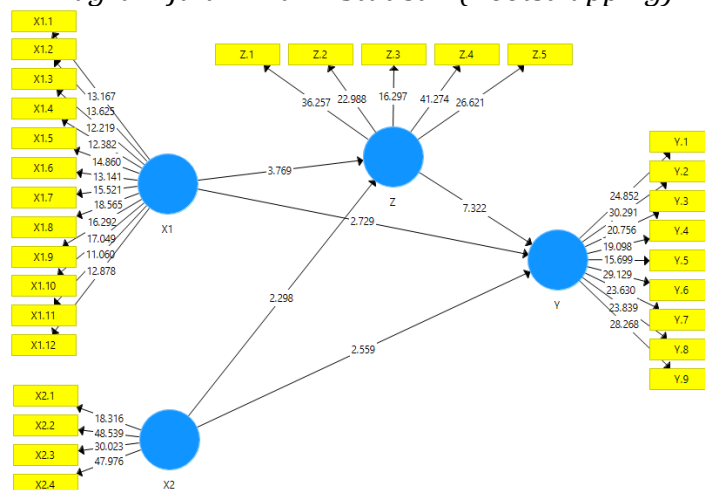 X1.1
X1.2
X1.3
X1.4
X1.5
X1.6
X1.7
X1.8
X1.9
X1.10
X1.11
X1.12
13.167
13.625
12.219
12.382
14.860
13.141
15.521
18.565
16.292
17.049
11.060
12.878
X1
Z.1
Z.2
Z.3
Z.4
Z.5
36.257
22.988
16.297
41.274
26.621
Z
3.769
2.729
7.322
2.298
2.559
Y
Y.1
Y.2
Y.3
Y.4
Y.5
Y.6
Y.7
Y.8
Y.9
24.852
30.291
20.756
19.098
15.699
29.129
23.630
23.839
28.268
X2.1
X2.2
X2.3
X2.4
18.316
48.539
30.023
47.976
X2